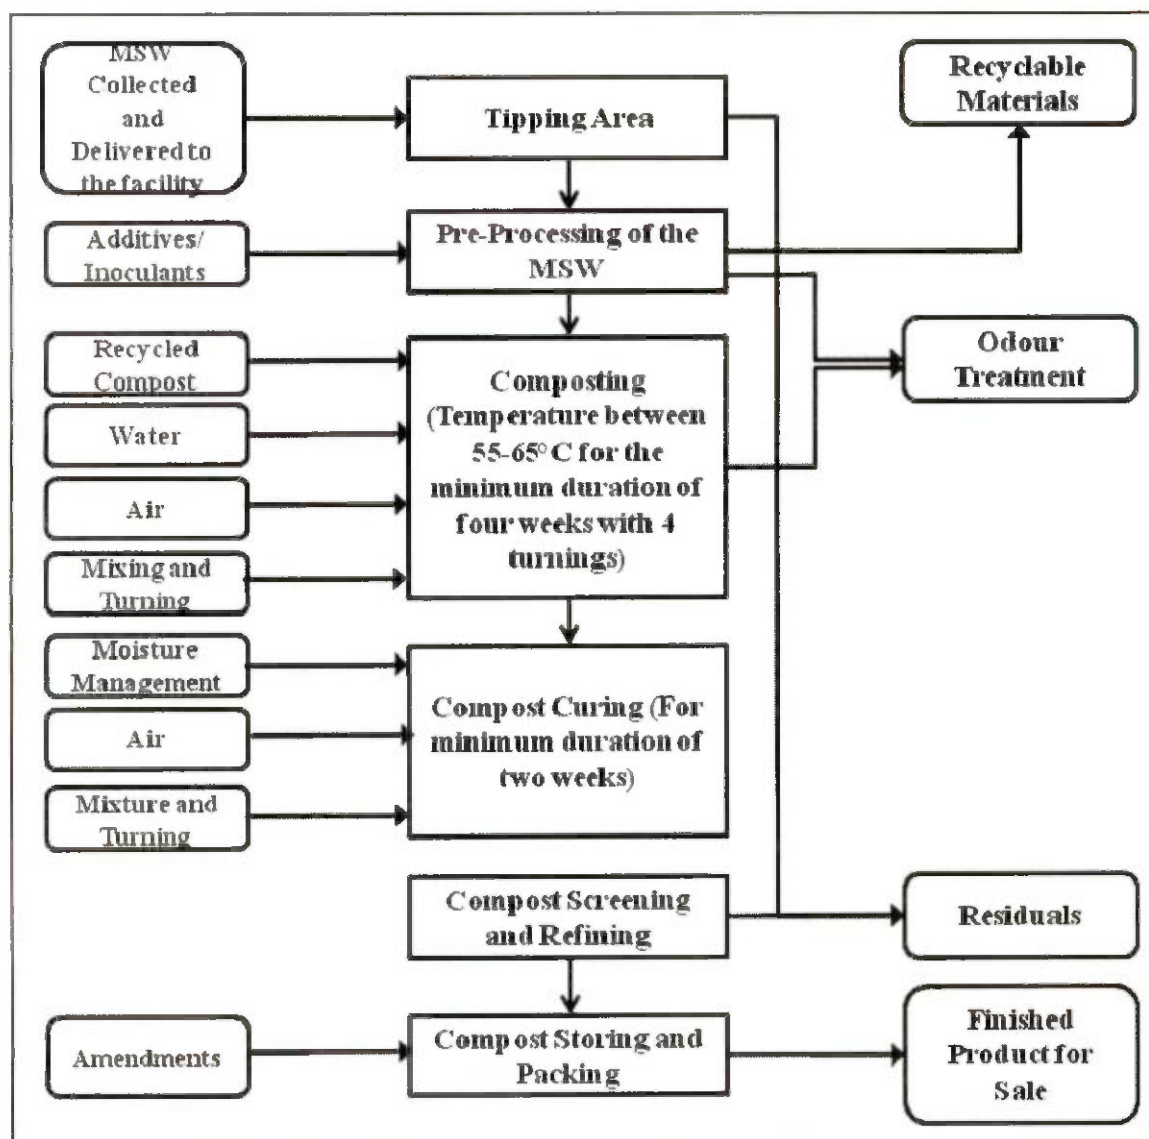 MSW
Collected
and
Delivered to
the facility
Tipping Area
Recyclable
Materials
Additives/
Inoculants
Pre-Processing of the
MSW
Recycled
Compost
Water
Air
Mixing and
Turning
Composting
(Temperature between
55-65°C for the
minimum duration of
four weeks with 4
turnings)
Odour
Treatment
Moisture
Management
Air
Mixture and
Turning
Compost Curing (For
minimum duration of
two weeks)
Compost Screening
and Refining
Residuals
Amendments
Compost Storing and
Packing
Finished
Product for
Sale